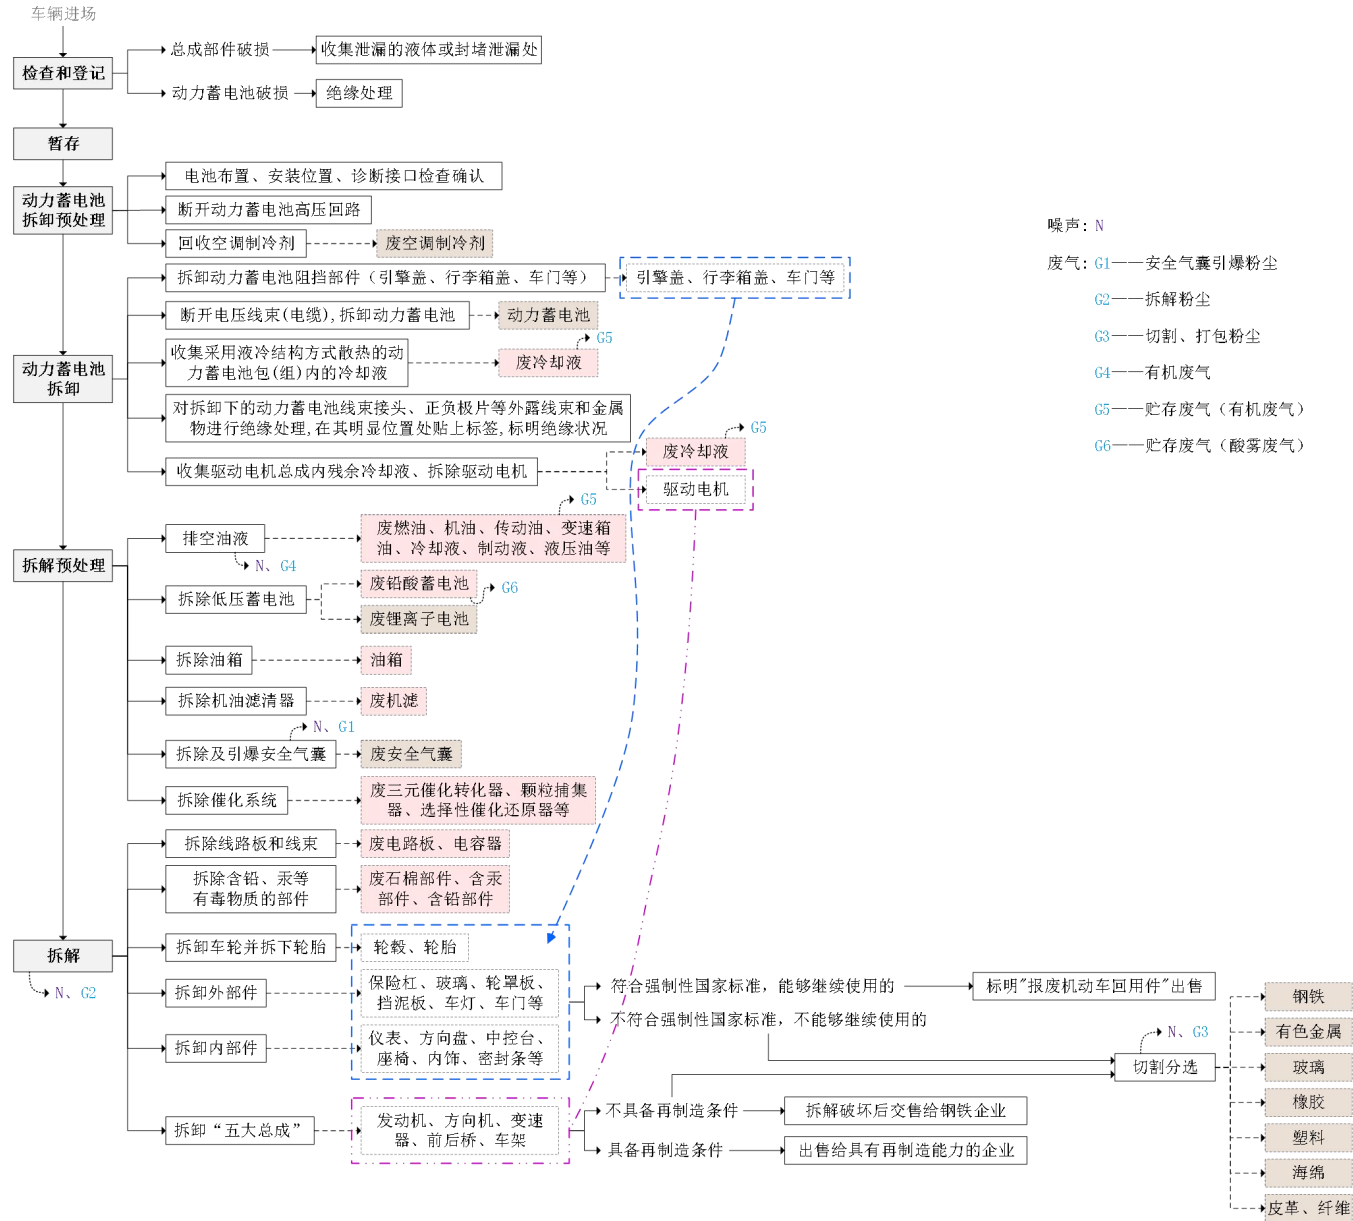 车辆进场
检查和登记
总成部件破损
收集泄漏的液体或封堵泄漏处
动力蓄电池破损
绝缘处理
暂存
动力蓄电池
拆卸预处理
电池布置、安装位置、诊断接口检查确认
断开动力蓄电池高压回路
回收空调制冷剂
废空调制冷剂
噪声: N
废气: G1——安全气囊引爆粉尘
G2——拆解粉尘
G3——切割、打包粉尘
G4——有机废气
G5——贮存废气（有机废气）
G6——贮存废气（酸雾废气）
动力蓄电池
拆卸
拆卸动力蓄电池阻挡部件（引擎盖、行李箱盖、车门等）
引擎盖、行李箱盖、车门等
断开电压线束(电缆),拆卸动力蓄电池
动力蓄电池
收集采用液冷结构方式散热的动
力蓄电池包(组)内的冷却液
废冷却液
G5
对拆卸下的动力蓄电池线束接头、正负极片等外露线束和金属
物进行绝缘处理,在其明显位置处贴上标签,标明绝缘状况
收集驱动电机总成内残余冷却液、拆除驱动电机
废冷却液
G5
驱动电机
拆解预处理
排空油液
N、G4
废燃油、机油、传动油、变速箱
油、冷却液、制动液、液压油等
G5
拆除低压蓄电池
废铅酸蓄电池
G6
废锂离子电池
拆除油箱
油箱
拆除机油滤清器
废机滤
拆除及引爆安全气囊
N、G1
废安全气囊
拆除催化系统
废三元催化转化器、颗粒捕集
器、选择性催化还原器等
拆解
N、G2
拆除线路板和线束
废电路板、电容器
拆除含铅、汞等
有毒物质的部件
废石棉部件、含汞
部件、含铅部件
拆卸车轮并拆下轮胎
轮毂、轮胎
拆卸外部件
保险杠、玻璃、轮罩板、
挡泥板、车灯、车门等
拆卸内部件
仪表、方向盘、中控台、
座椅、内饰、密封条等
符合强制性国家标准，能够继续使用的
标明"报废机动车回用件"出售
不符合强制性国家标准，不能够继续使用的
拆卸“五大总成”
发动机、方向机、变速
器、前后桥、车架
不具备再制造条件
拆解破坏后交售给钢铁企业
具备再制造条件
出售给具有再制造能力的企业
切割分选
N、G3
钢铁
有色金属
玻璃
橡胶
塑料
海绵
皮革、纤维